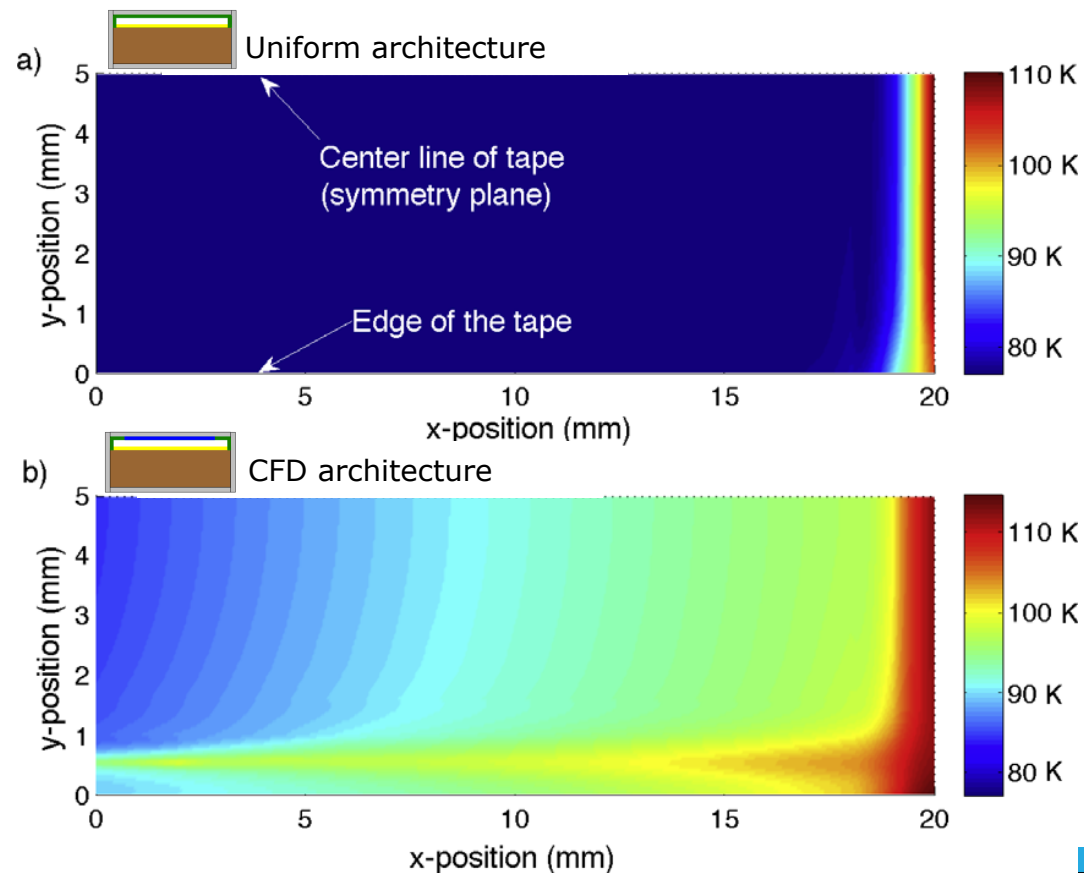 Uniform architecture
a)
5
4
3
2
1
0
y-position (mm)
Center line of tape
(symmetry plane)
Edge of the tape
0 5 10 15 20
x-position (mm)
110 K
100 K
90 K
80 K
CFD architecture
b)
5
4
3
2
1
0
y-position (mm)
0 5 10 15 20
x-position (mm)
110 K
100 K
90 K
80 K